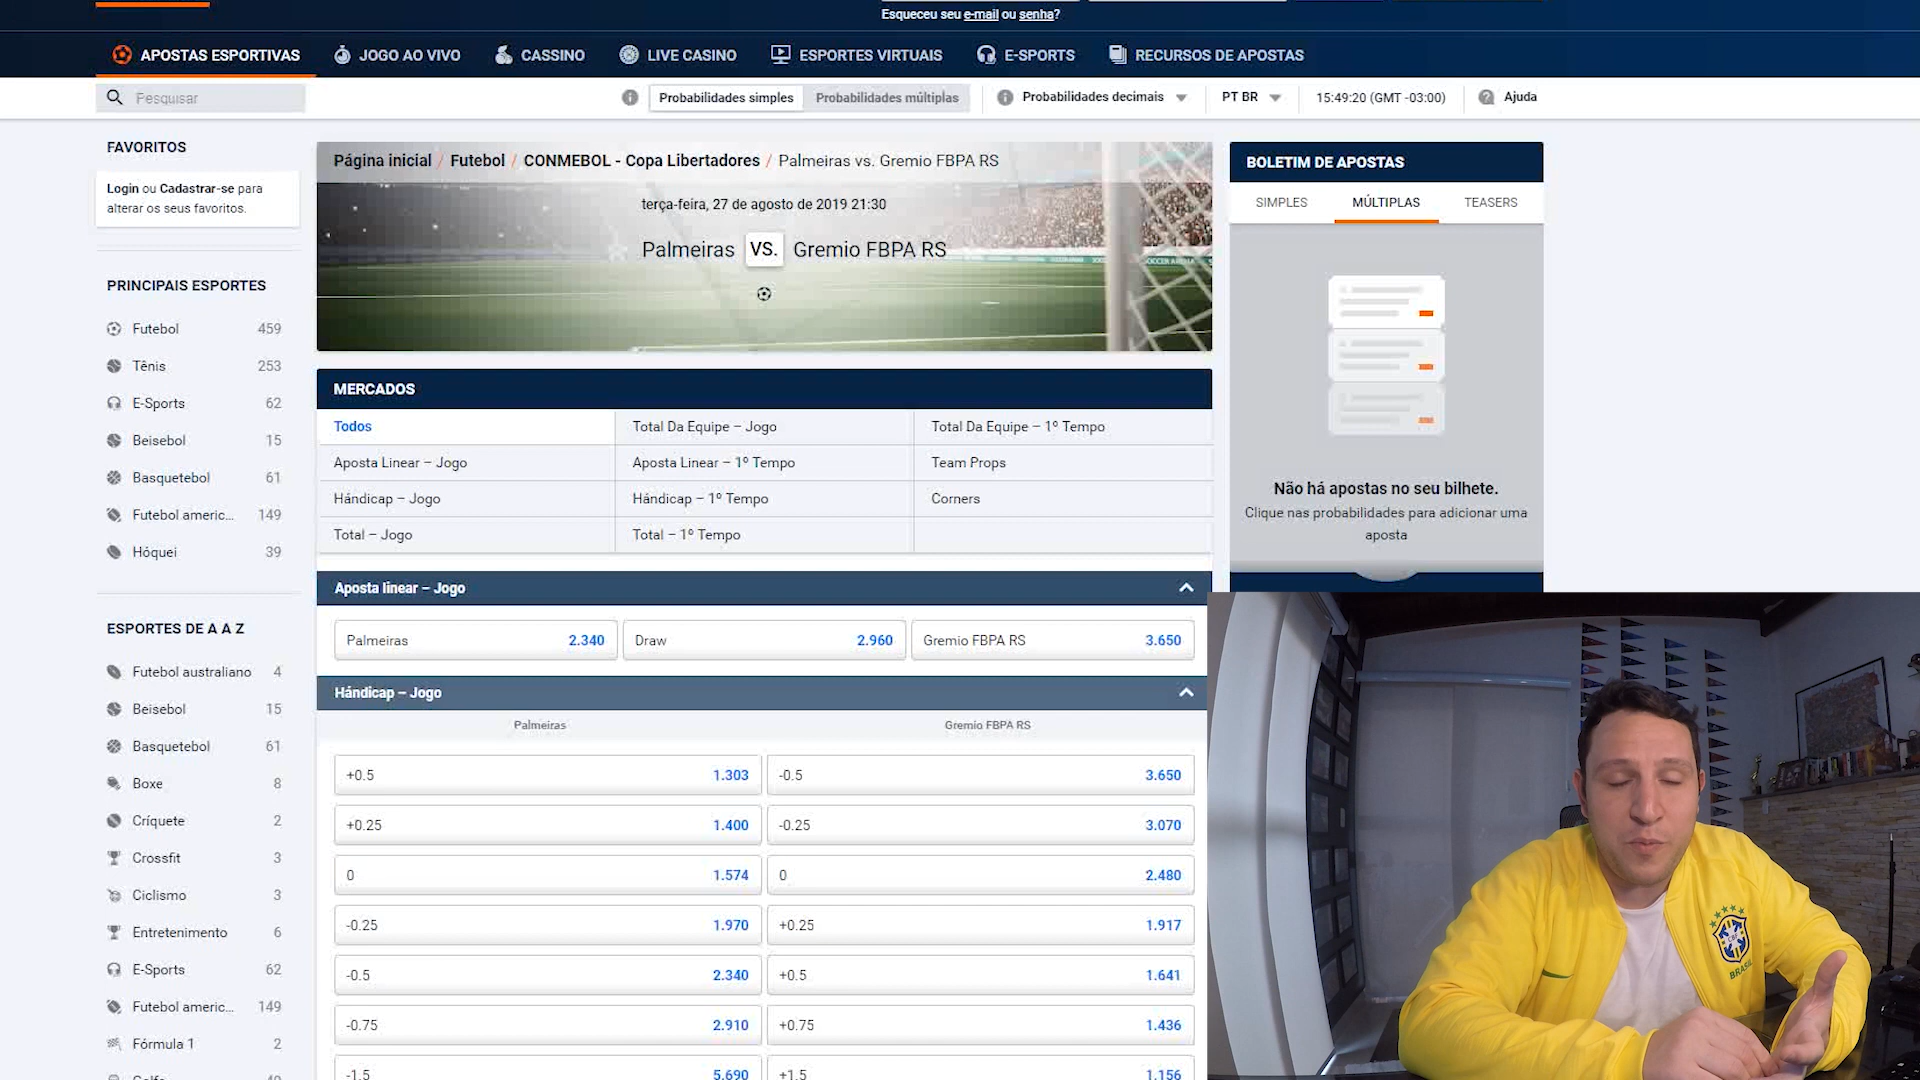 Esqueceu seu e-mail ou senha?
APOSTAS ESPORTIVAS
JOGO AO VIVO
CASSINO
LIVE CASINO
ESPORTES VIRTUAIS
E-SPORTS
RECURSOS DE APOSTAS
Pesquisar
Probabilidades simples
Probabilidades múltiplas
Probabilidades decimais
PT BR
15:49:20 (GMT -03:00)
Ajuda
FAVORITOS
Login ou Cadastrar-se para
alterar os seus favoritos.
PRINCIPAIS ESPORTES
Futebol 459
Tênis 253
E-Sports 62
Beisebol 15
Basquetebol 61
Futebol americ... 149
Hóquei 39
ESPORTES DE A A Z
Futebol australiano 4
Beisebol 15
Basquetebol 61
Boxe 8
Críquete 2
Crossfit 3
Ciclismo 3
Entretenimento 6
E-Sports 62
Futebol americ... 149
Fórmula 1 2
Página inicial / Futebol / CONMEBOL - Copa Libertadores / Palmeiras vs. Gremio FBPA RS
terça-feira, 27 de agosto de 2019 21:30
Palmeiras VS. Gremio FBPA RS
MERCADOS
Todos
Total Da Equipe – Jogo
Total Da Equipe – 1º Tempo
Aposta Linear – Jogo
Aposta Linear – 1º Tempo
Team Props
Hándicap – Jogo
Hándicap – 1º Tempo
Corners
Total – Jogo
Total – 1º Tempo
Aposta linear – Jogo
Palmeiras 2.340
Draw 2.960
Gremio FBPA RS 3.650
Hándicap – Jogo
Palmeiras
Gremio FBPA RS
+0.5 1.303
-0.5 3.650
+0.25 1.400
-0.25 3.070
0 1.574
0 2.480
-0.25 1.970
+0.25 1.917
-0.5 2.340
+0.5 1.641
-0.75 2.910
+0.75 1.436
-1.5 5.690
+1.5 1.156
BOLETIM DE APOSTAS
SIMPLES
MÚLTIPLAS
TEASERS
Não há apostas no seu bilhete.
Clique nas probabilidades para adicionar uma
aposta
BRASIL